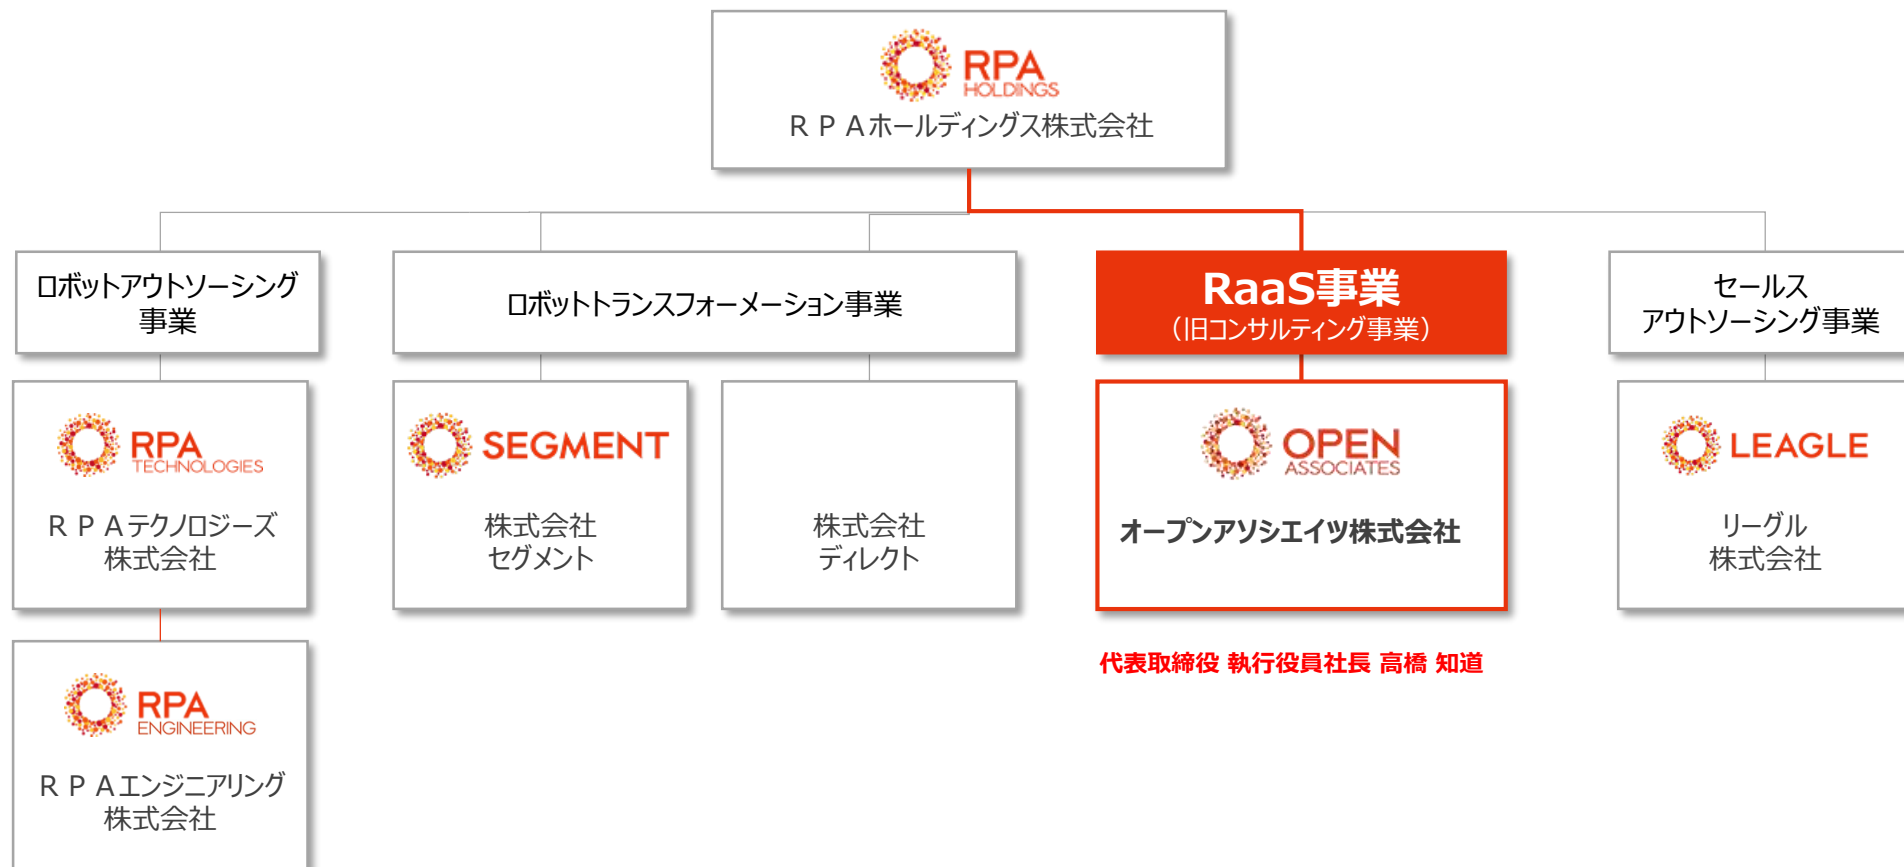 RPA
HOLDINGS
ＲＰＡホールディングス株式会社
ロボットアウトソーシング
事業
ロボットトランスフォーメーション事業
RaaS事業
（旧コンサルティング事業）
セールス
アウトソーシング事業
RPA
TECHNOLOGIES
ＲＰＡテクノロジーズ
株式会社
SEGMENT
株式会社
セグメント
株式会社
ディレクト
OPEN
ASSOCIATES
オープンアソシエイツ株式会社
LEAGLE
リーグル
株式会社
代表取締役 執行役員社長 高橋 知道
RPA
ENGINEERING
ＲＰＡエンジニアリング
株式会社